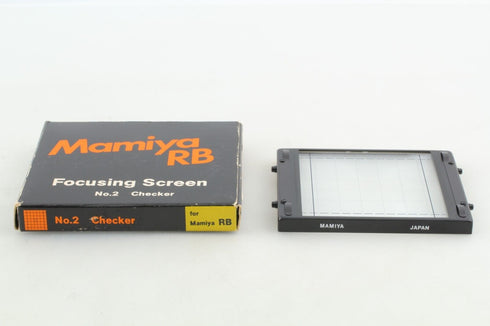 Mamiya
RB
Focusing Screen
No.2 Checker
No.2 Checker
for
Mamiya RB
MAMIYA JAPAN